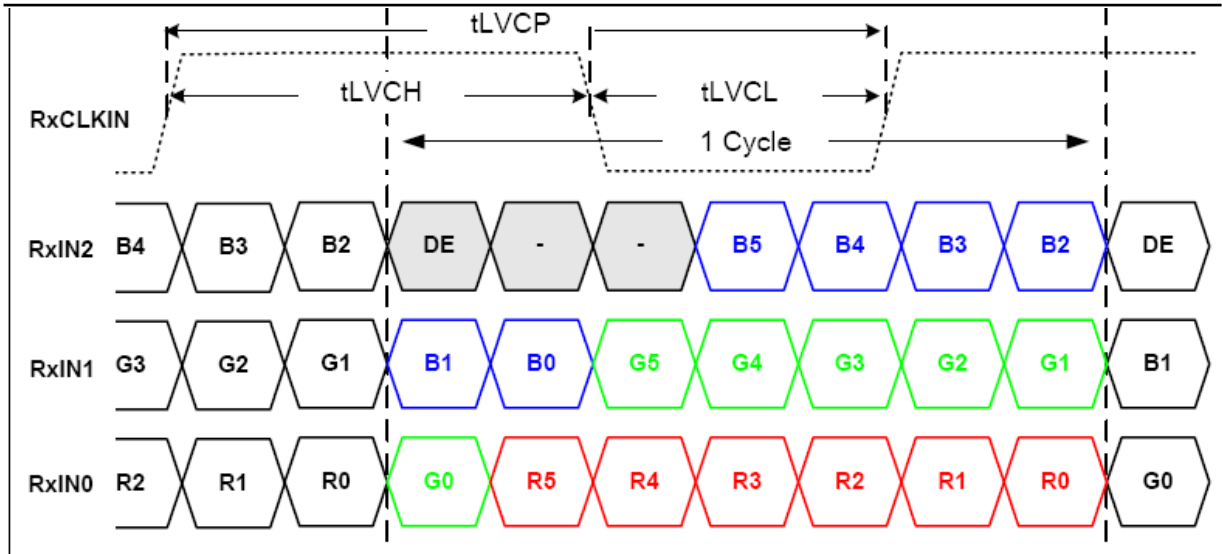 tLVCP
tLVCH tLVCL
RxCLKIN
1 Cycle
RxIN2 B4 B3 B2 DE - - B5 B4 B3 B2 DE
RxIN1 G3 G2 G1 B1 B0 G5 G4 G3 G2 G1 B1
RxIN0 R2 R1 R0 G0 R5 R4 R3 R2 R1 R0 G0